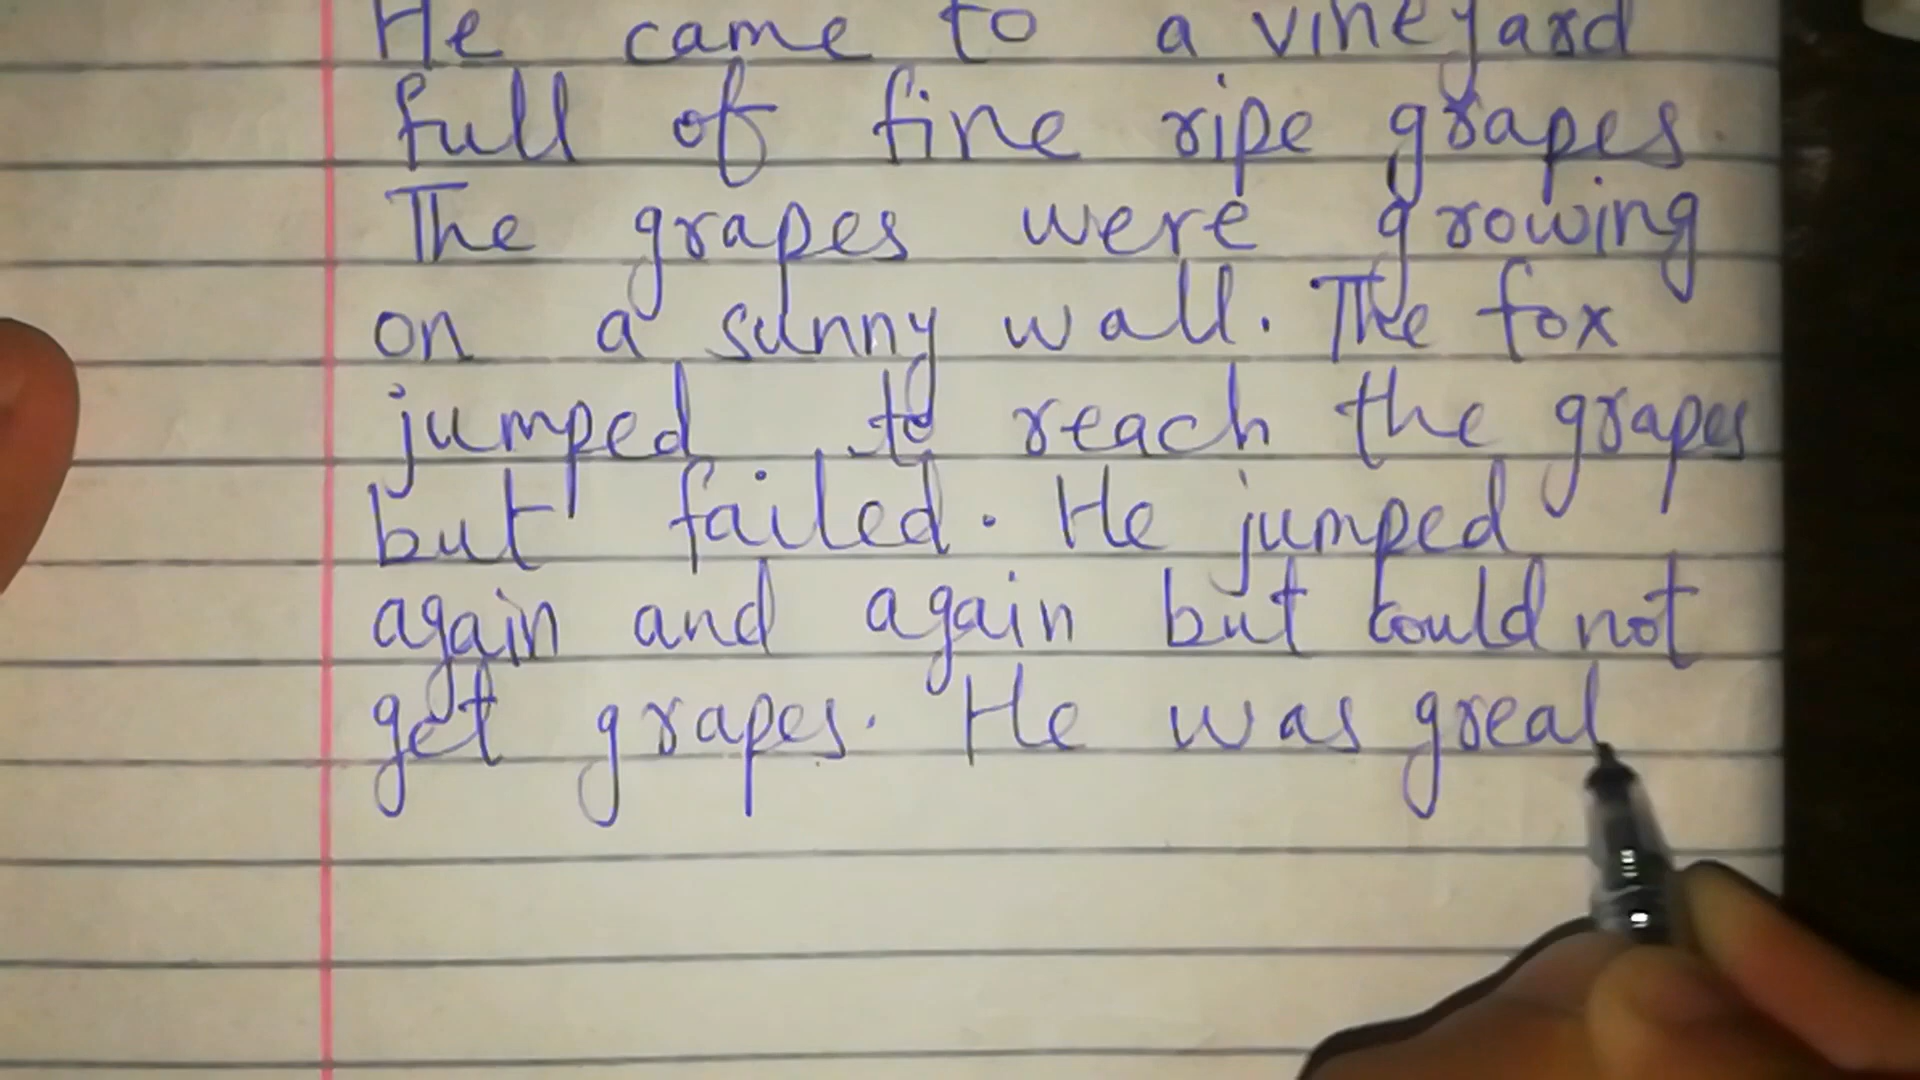 He came to a vineyard
full of fine ripe grapes.
The grapes were growing
on a sunny wall. The fox
jumped to reach the grapes
but failed. He jumped
again and again but could not
get grapes. He was greal